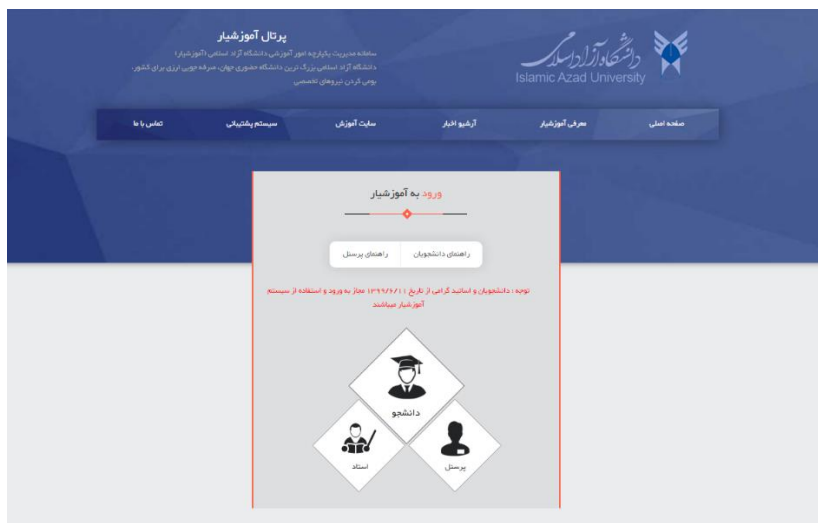 دانشگاه آزاد اسلامی
Islamic Azad University
پرتال آموزشیار
سامانه مدیریت یکپارچه امور آموزشی دانشگاه آزاد اسلامی (آموزشیار)
دانشگاه آزاد اسلامی بزرگ ترین دانشگاه حضوری جهان، صرفه جویی ارزی برای کشور،
بومی کردن نیروهای تخصصی
صفحه اصلی
معرفی آموزشیار
آرشیو اخبار
سایت آموزش
سیستم پشتیبانی
تماس با ما
ورود به آموزشیار
راهنمای دانشجویان
راهنمای پرسنل
توجه : دانشجویان و اساتید گرامی از تاریخ ۱۳۹۹/۶/۱۱ مجاز به ورود و استفاده از سیستم
آموزشیار میباشند
دانشجو
پرسنل
استاد